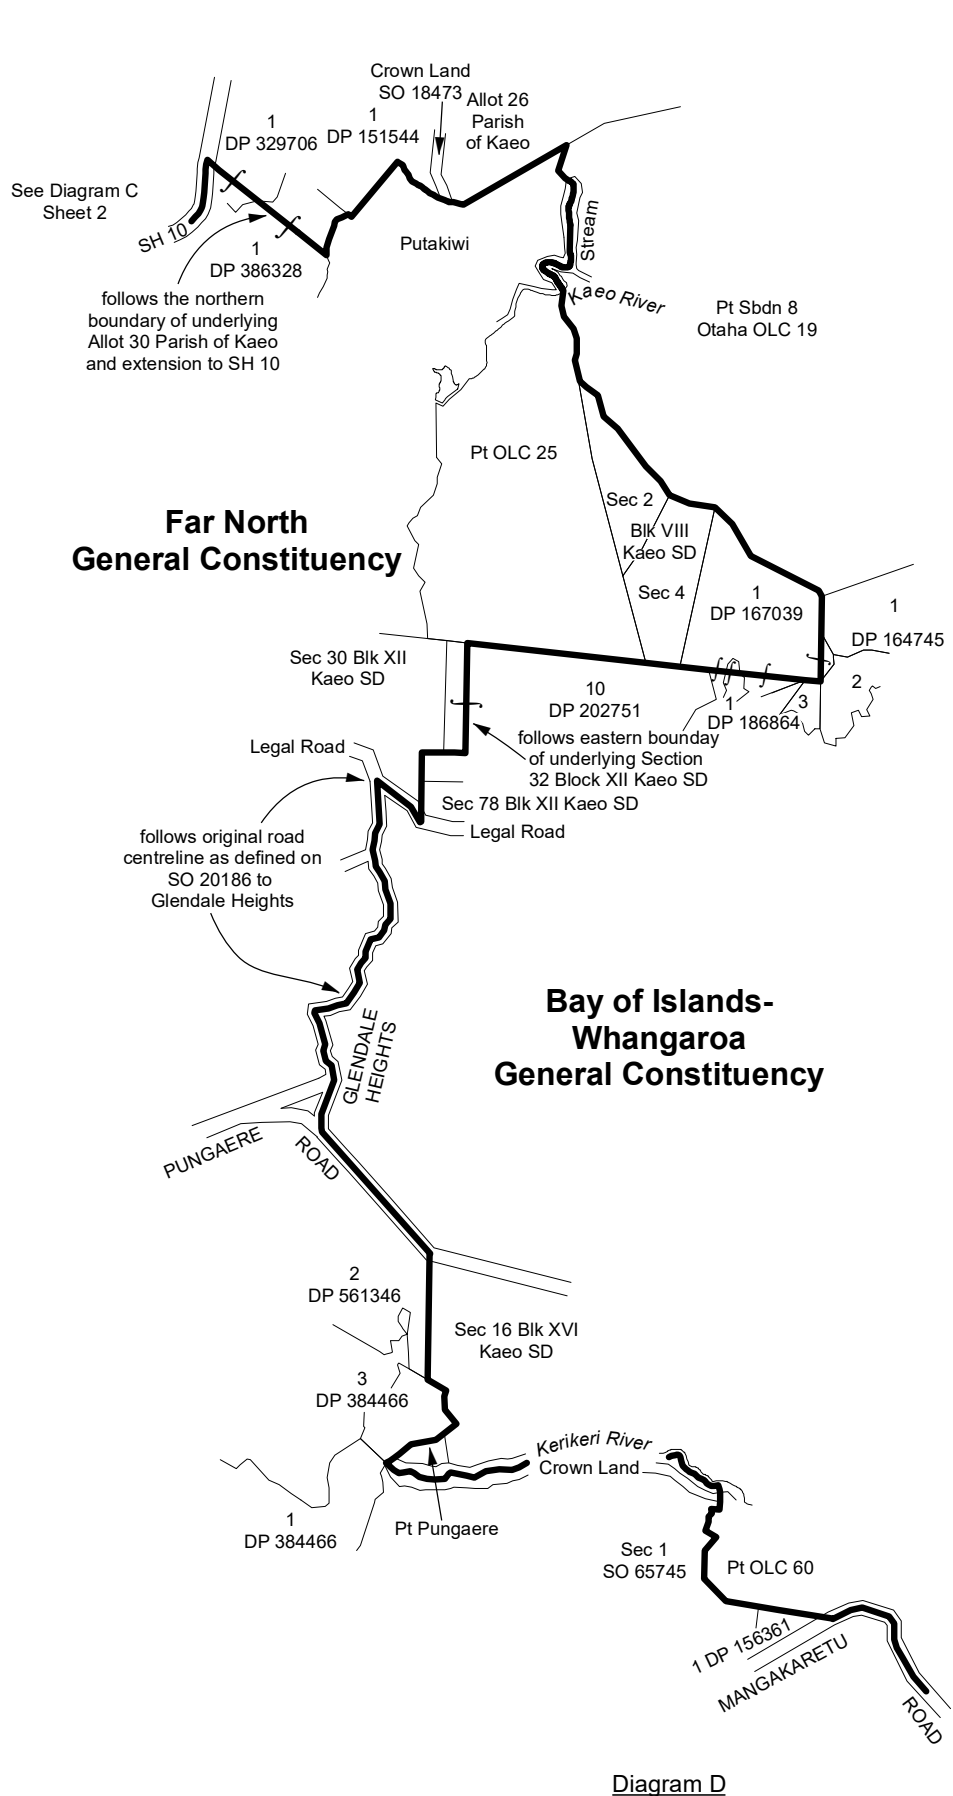 Crown Land
SO 18473
Allot 26
Parish
of Kaeo
1
DP 329706
1
DP 151544
See Diagram C
Sheet 2
SH 10
1
DP 386328
Putakiwi
Stream
Kaeo River
follows the northern
boundary of underlying
Allot 30 Parish of Kaeo
and extension to SH 10
Pt Sbdn 8
Otaha OLC 19
Pt OLC 25
Sec 2
Blk VIII
Kaeo SD
Sec 4
Far North
General Constituency
1
DP 167039
1
DP 164745
Sec 30 Blk XII
Kaeo SD
10
DP 202751
1
DP 186864
3
2
follows eastern bounday
of underlying Section
32 Block XII Kaeo SD
Legal Road
Sec 78 Blk XII Kaeo SD
Legal Road
follows original road
centreline as defined on
SO 20186 to
Glendale Heights
Bay of Islands-
Whangaroa
General Constituency
GLENDALE
HEIGHTS
PUNGAERE
ROAD
2
DP 561346
Sec 16 Blk XVI
Kaeo SD
3
DP 384466
Kerikeri River
Crown Land
1
DP 384466
Pt Pungaere
Sec 1
SO 65745
Pt OLC 60
1 DP 156361
MANGAKARETU
ROAD
Diagram D